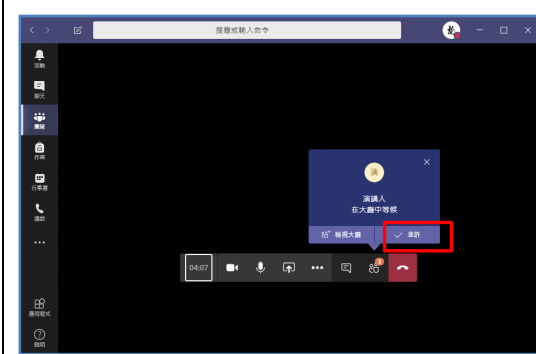 搜尋或輸入命令
活動
聊天
團隊
作業
行事曆
通話
應用程式
說明
演
演講人
在大廳中等候
檢視大廳
准許
04:07
1